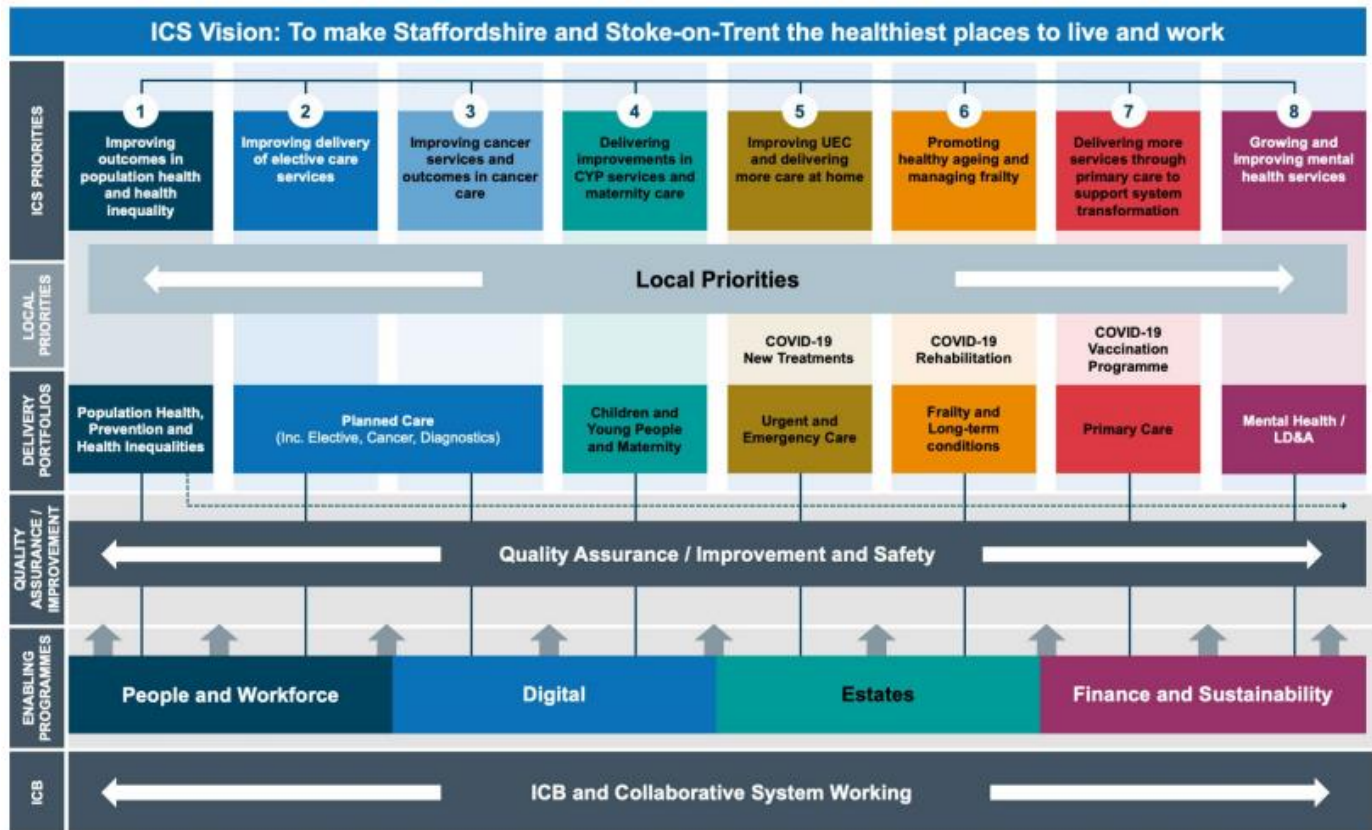 ICS Vision: To make Staffordshire and Stoke-on-Trent the healthiest places to live and work
ICS PRIORITIES
1
Improving
outcomes in
population health
and health
inequality
2
Improving delivery
of elective care
services
3
Improving cancer
services and
outcomes in cancer
care
4
Delivering
improvements in
CYP services and
maternity care
5
Improving UEC
and delivering
more care at home
6
Promoting
healthy ageing and
managing frailty
7
Delivering more
services through
primary care to
support system
transformation
8
Growing and
improving mental
health services
LOCAL
PRIORITIES
Local Priorities
COVID-19
New Treatments
COVID-19
Rehabilitation
COVID-19
Vaccination
Programme
DELIVERY
PORTFOLIOS
Population Health,
Prevention and
Health Inequalities
Planned Care
(Inc. Elective, Cancer, Diagnostics)
Children and
Young People
and Maternity
Urgent and
Emergency Care
Frailty and
Long-term
conditions
Primary Care
Mental Health /
LD&A
QUALITY
ASSURANCE /
IMPROVEMENT
Quality Assurance / Improvement and Safety
ENABLING
PROGRAMMES
People and Workforce
Digital
Estates
Finance and Sustainability
ICB
ICB and Collaborative System Working